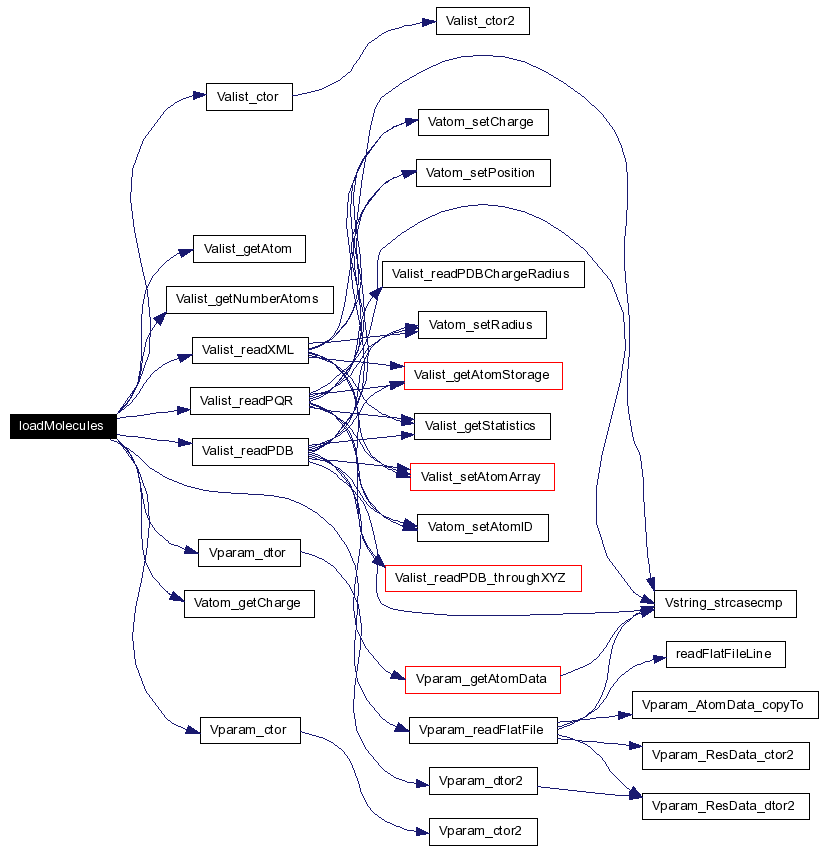 Valist_ctor2
Valist_ctor
Vatom_setCharge
Vatom_setPosition
Valist_getAtom
Valist_readPDBChargeRadius
Valist_getNumberAtoms
Vatom_setRadius
Valist_readXML
Valist_getAtomStorage
Valist_readPQR
loadMolecules
Valist_getStatistics
Valist_readPDB
Valist_setAtomArray
Vatom_setAtomID
Vparam_dtor
Valist_readPDB_throughXYZ
Vatom_getCharge
Vstring_strcasecmp
readFlatFileLine
Vparam_getAtomData
Vparam_AtomData_copyTo
Vparam_ctor
Vparam_readFlatFile
Vparam_ResData_ctor2
Vparam_dtor2
Vparam_ResData_dtor2
Vparam_ctor2